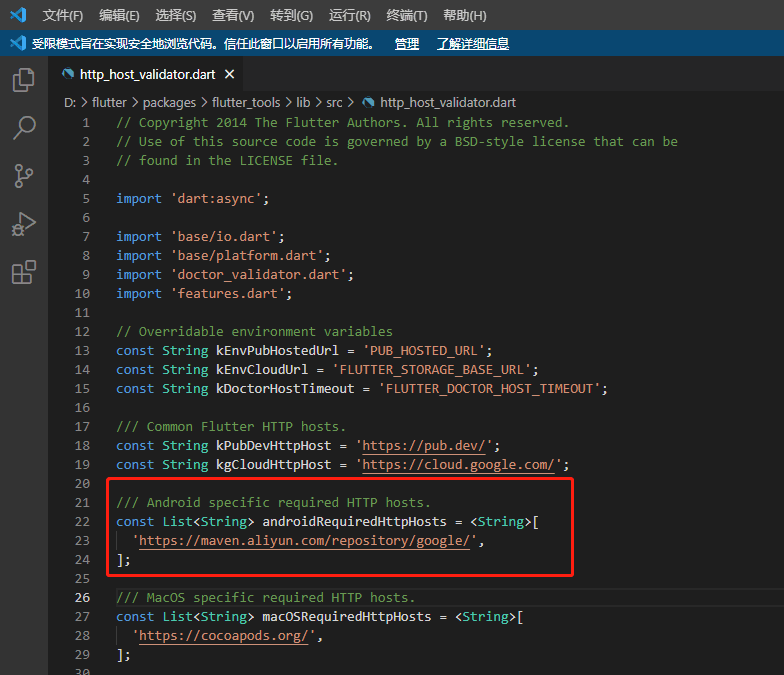 文件(F) 编辑(E) 选择(S) 查看(V) 转到(G) 运行(R) 终端(T) 帮助(H)
受限模式旨在实现安全地浏览代码。信任此窗口以启用所有功能。 管理 了解详细信息
http_host_validator.dart
D: > flutter > packages > flutter_tools > lib > src > http_host_validator.dart
1 // Copyright 2014 The Flutter Authors. All rights reserved.
2 // Use of this source code is governed by a BSD-style license that can be
3 // found in the LICENSE file.
4
5 import 'dart:async';
6
7 import 'base/io.dart';
8 import 'base/platform.dart';
9 import 'doctor_validator.dart';
10 import 'features.dart';
11
12 // Overridable environment variables
13 const String kEnvPubHostedUrl = 'PUB_HOSTED_URL';
14 const String kEnvCloudUrl = 'FLUTTER_STORAGE_BASE_URL';
15 const String kDoctorHostTimeout = 'FLUTTER_DOCTOR_HOST_TIMEOUT';
16
17 /// Common Flutter HTTP hosts.
18 const String kPubDevHttpHost = 'https://pub.dev/';
19 const String kgCloudHttpHost = 'https://cloud.google.com/';
20
21 /// Android specific required HTTP hosts.
22 const List<String> androidRequiredHttpHosts = <String>[
23 'https://maven.aliyun.com/repository/google/',
24 ];
25
26 /// MacOS specific required HTTP hosts.
27 const List<String> macOSRequiredHttpHosts = <String>[
28 'https://cocoapods.org/',
29 ];
30